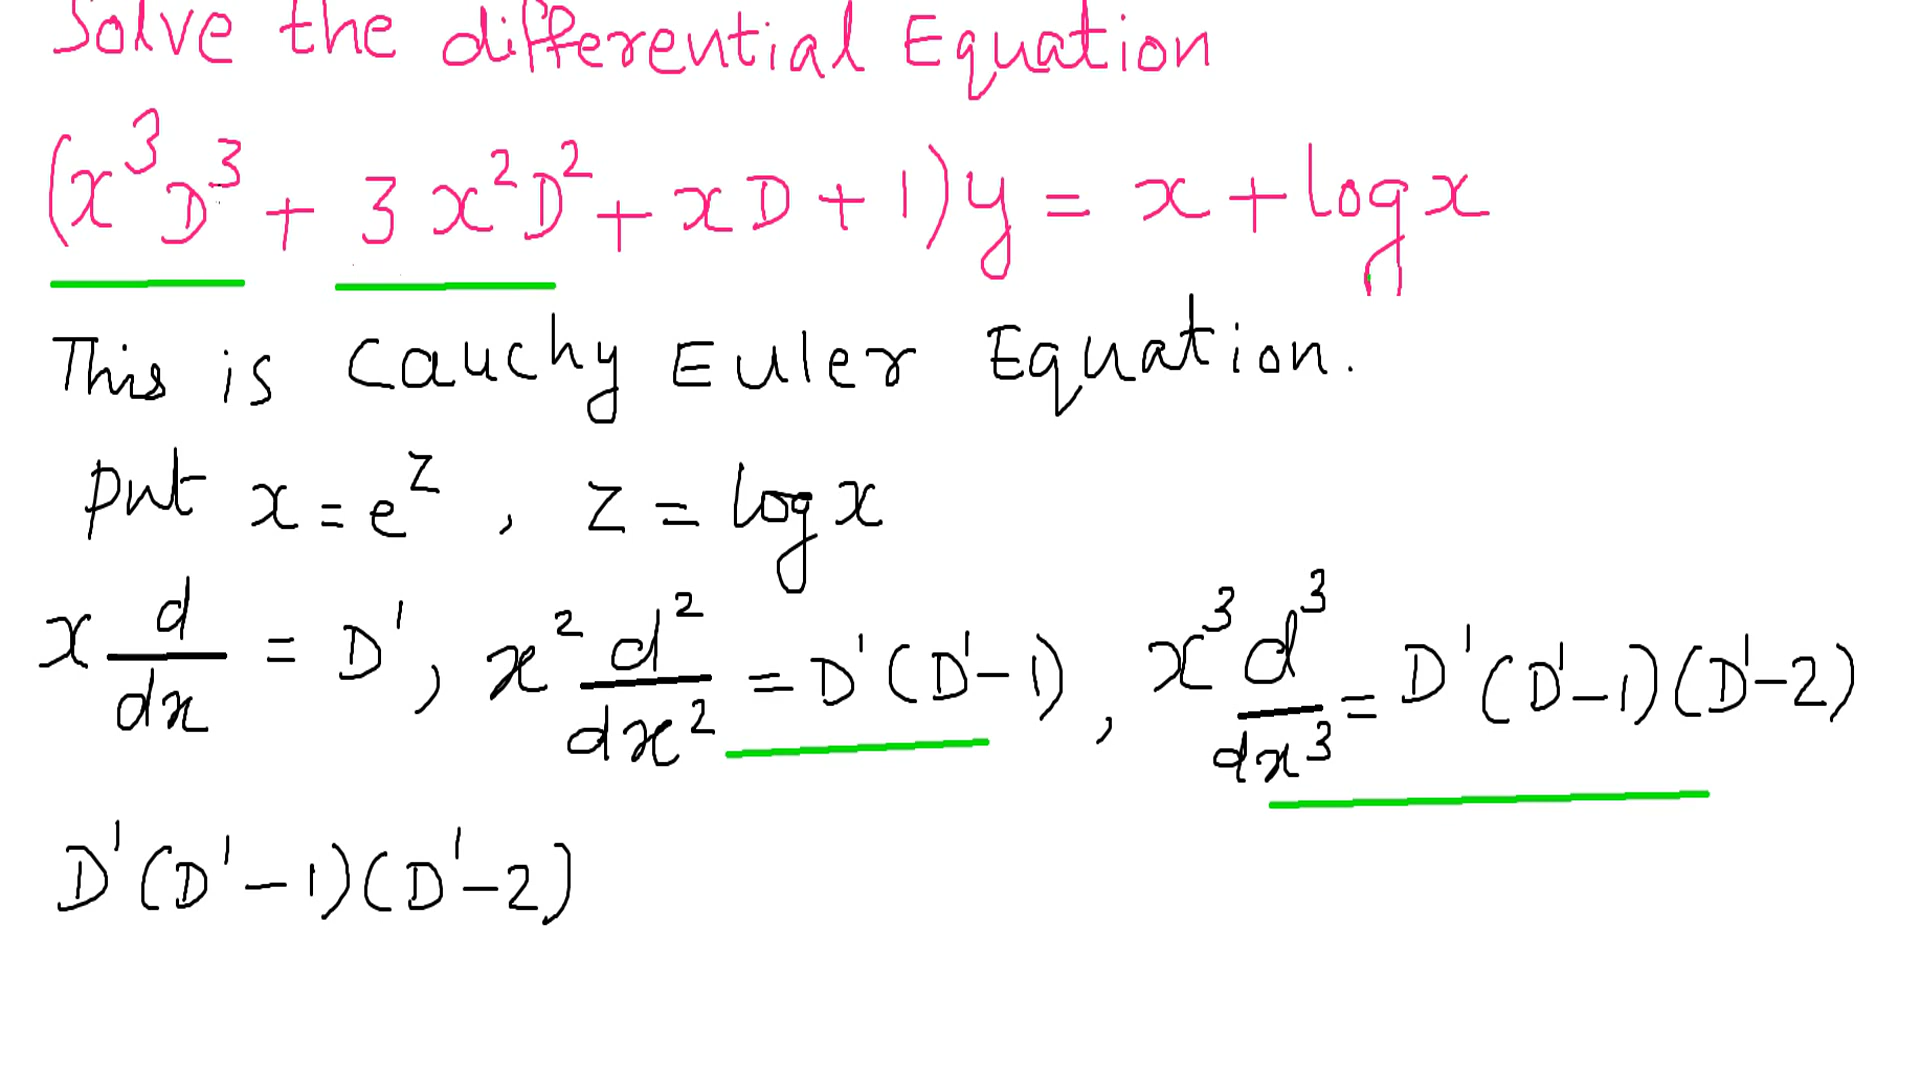 Solve the differential Equation
(x³D³ + 3x²D² + xD + 1)y = x + log x
This is Cauchy Euler Equation.
put x = e^z , z = log x
x d/dx = D', x² d²/dx² = D'(D'-1), x³ d³/dx³ = D'(D'-1)(D'-2)
D'(D'-1)(D'-2)